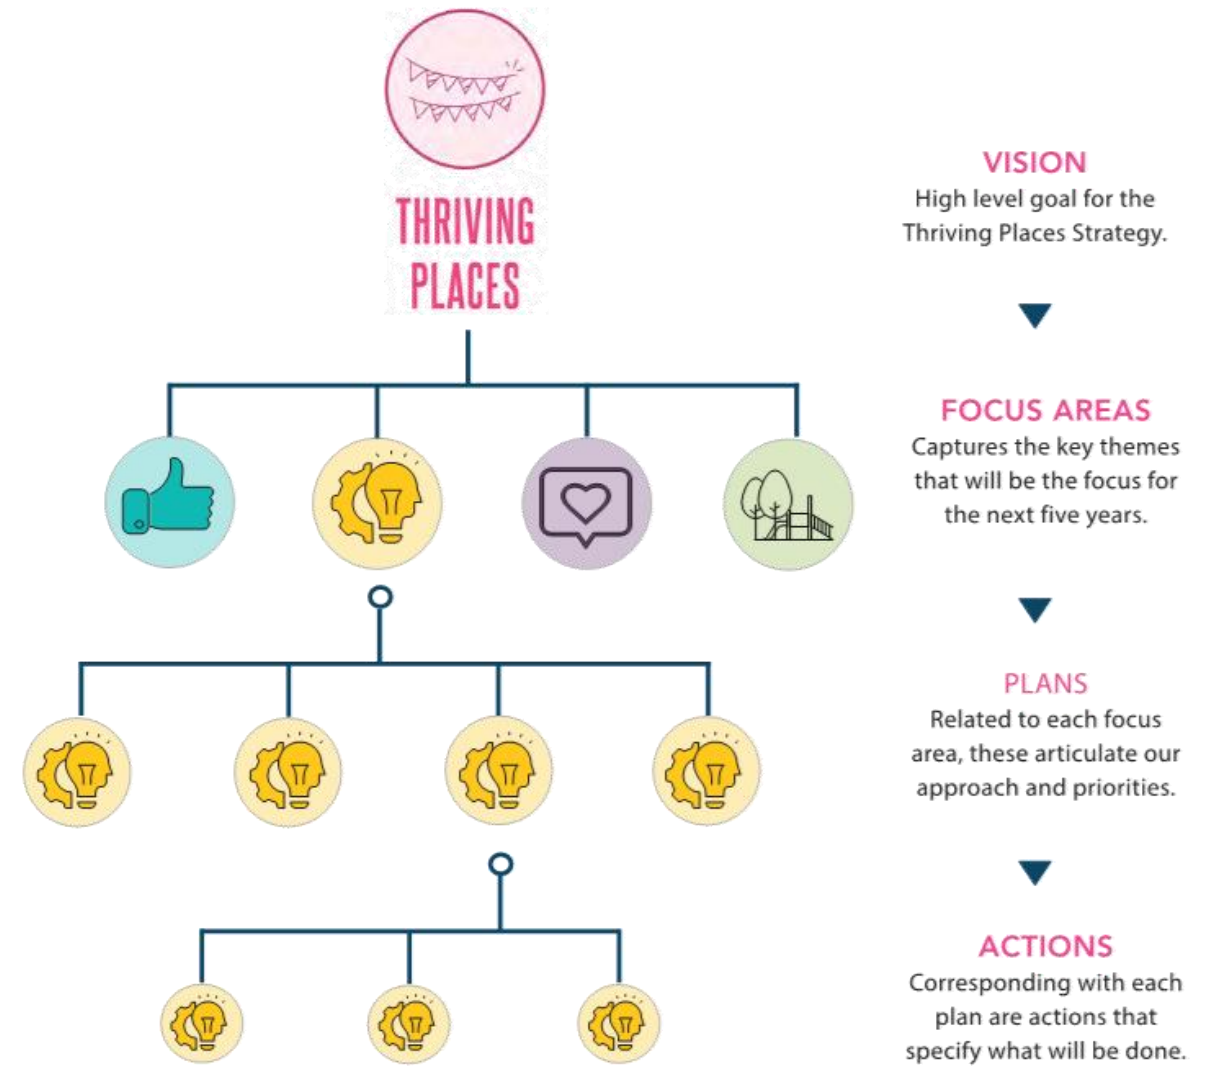 THRIVING
PLACES
VISION
High level goal for the
Thriving Places Strategy.
FOCUS AREAS
Captures the key themes
that will be the focus for
the next five years.
PLANS
Related to each focus
area, these articulate our
approach and priorities.
ACTIONS
Corresponding with each
plan are actions that
specify what will be done.